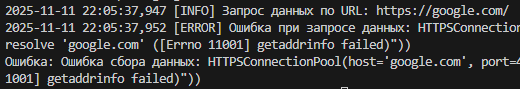 2025-11-11 22:05:37,947 [INFO] Запрос данных по URL: https://google.com/
2025-11-11 22:05:37,952 [ERROR] Ошибка при запросе данных: HTTPSConnection
resolve 'google.com' ([Errno 11001] getaddrinfo failed)"))
Ошибка: Ошибка сбора данных: HTTPSConnectionPool(host='google.com', port=4
1001] getaddrinfo failed)"))